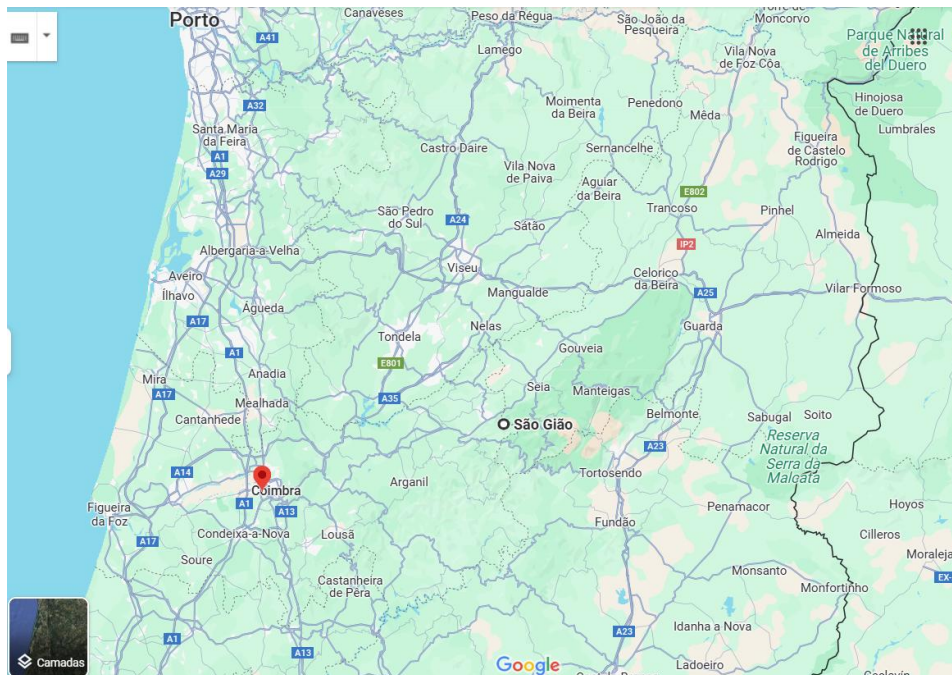 Porto
Canaveses
Peso da Régua
São João da
Pesqueira
Torre de
Moncorvo
A41
Lamego
Vila Nova
de Foz-Côa
Parque Natural
de Arribes
del Duero
A32
Moimenta
da Beira
Penedono
Mêda
Hinojosa
de Duero
Lumbrales
Santa Maria
da Feira
A1
A29
Castro Daire
Sernancelhe
Figueira
de Castelo
Rodrigo
Vila Nova
de Paiva
Aguiar
da Beira
E802
Trancoso
Pinhel
São Pedro
do Sul
A24
Sátão
Almeida
IP2
Albergaria-a-Velha
Viseu
Celorico
da Beira
Aveiro
Ílhavo
Mangualde
A25
Vilar Formoso
Águeda
A17
Nelas
Guarda
Tondela
A1
Gouveia
E801
Anadia
Mira
A17
Seia
Manteigas
A35
Mealhada
Cantanhede
São Gião
Belmonte
Sabugal
Soito
A23
Reserva
Natural da
Serra da
Malcata
A14
Tortosendo
Coimbra
Arganil
A1
A13
Figueira
da Foz
Penamacor
Hoyos
Fundão
Condeixa-a-Nova
Lousã
A17
Cilleros
Soure
Moraleja
Castanheira
de Pêra
Monsanto
EX-
Monfortinho
A1
A23
Idanha a Nova
A13
Camadas
Google
Ladoeiro